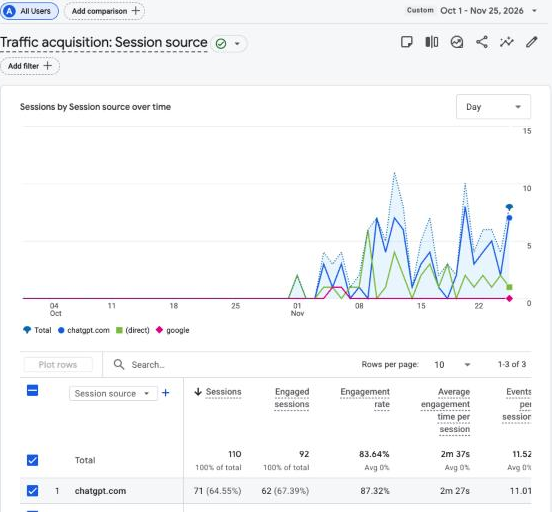 A All Users Add comparison + Custom Oct 1 - Nov 25, 2026
Traffic acquisition: Session source
Add filter +
Sessions by Session source over time Day
15
10
5
0
04 11 18 25 01 08 15 22
Oct Nov
Total chatgpt.com (direct) google
Plot rows Search... Rows per page: 10 1-3 of 3
Session source + Sessions Engaged sessions Engagement rate Average engagement time per session Events per session
Total 110 92 83.64% 2m 37s 11.52
100% of total 100% of total Avg 0% Avg 0% Avg 0%
1 chatgpt.com 71 (64.55%) 62 (67.39%) 87.32% 2m 27s 11.01